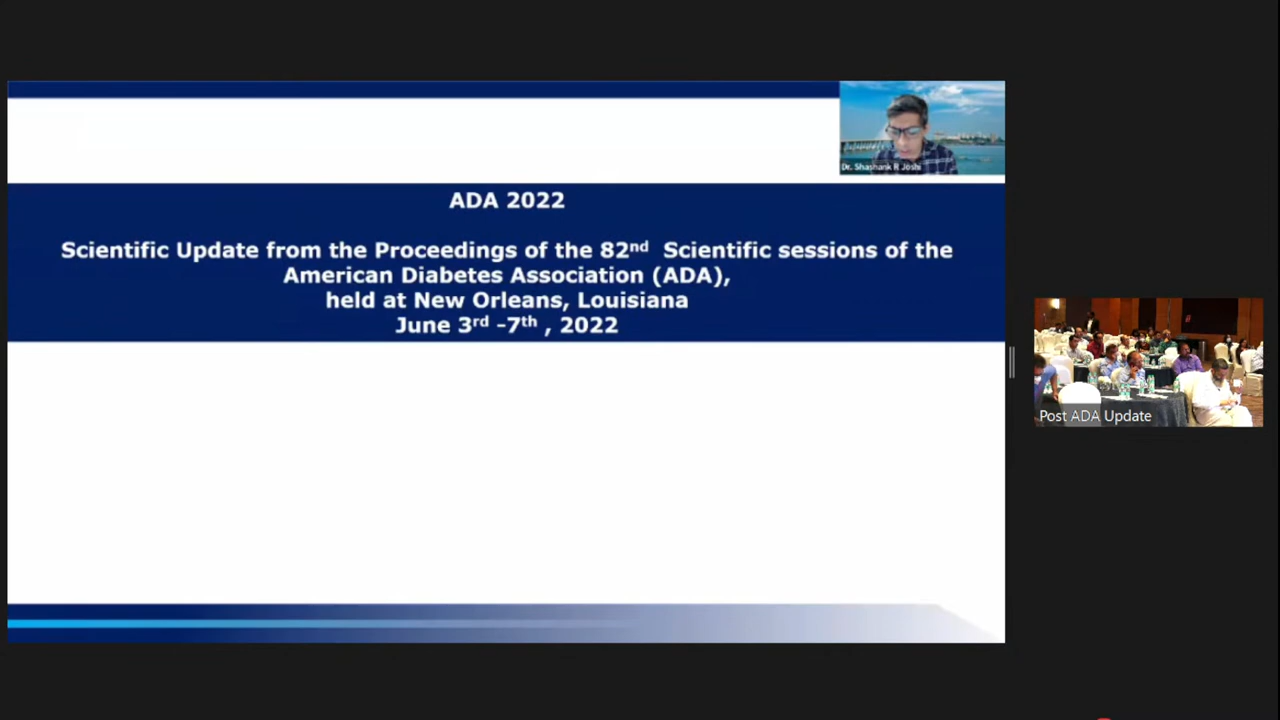 Dr. Shashank R Joshi
ADA 2022
Scientific Update from the Proceedings of the 82nd Scientific sessions of the
American Diabetes Association (ADA),
held at New Orleans, Louisiana
June 3rd -7th , 2022
Post ADA Update